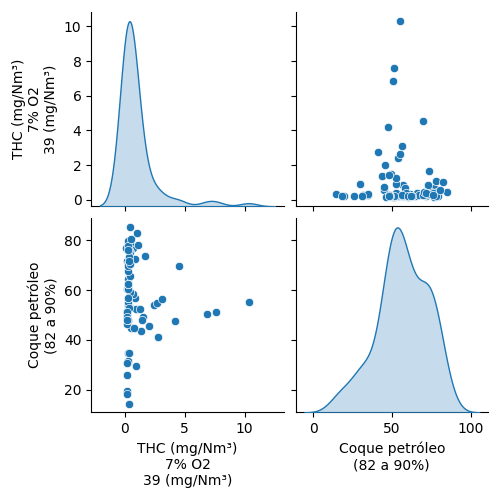 THC (mg/Nm³)
7% O2
39 (mg/Nm³)
10
8
6
4
2
0
Coque petróleo
(82 a 90%)
80
60
40
20
0
5
10
THC (mg/Nm³)
7% O2
39 (mg/Nm³)
0
50
100
Coque petróleo
(82 a 90%)